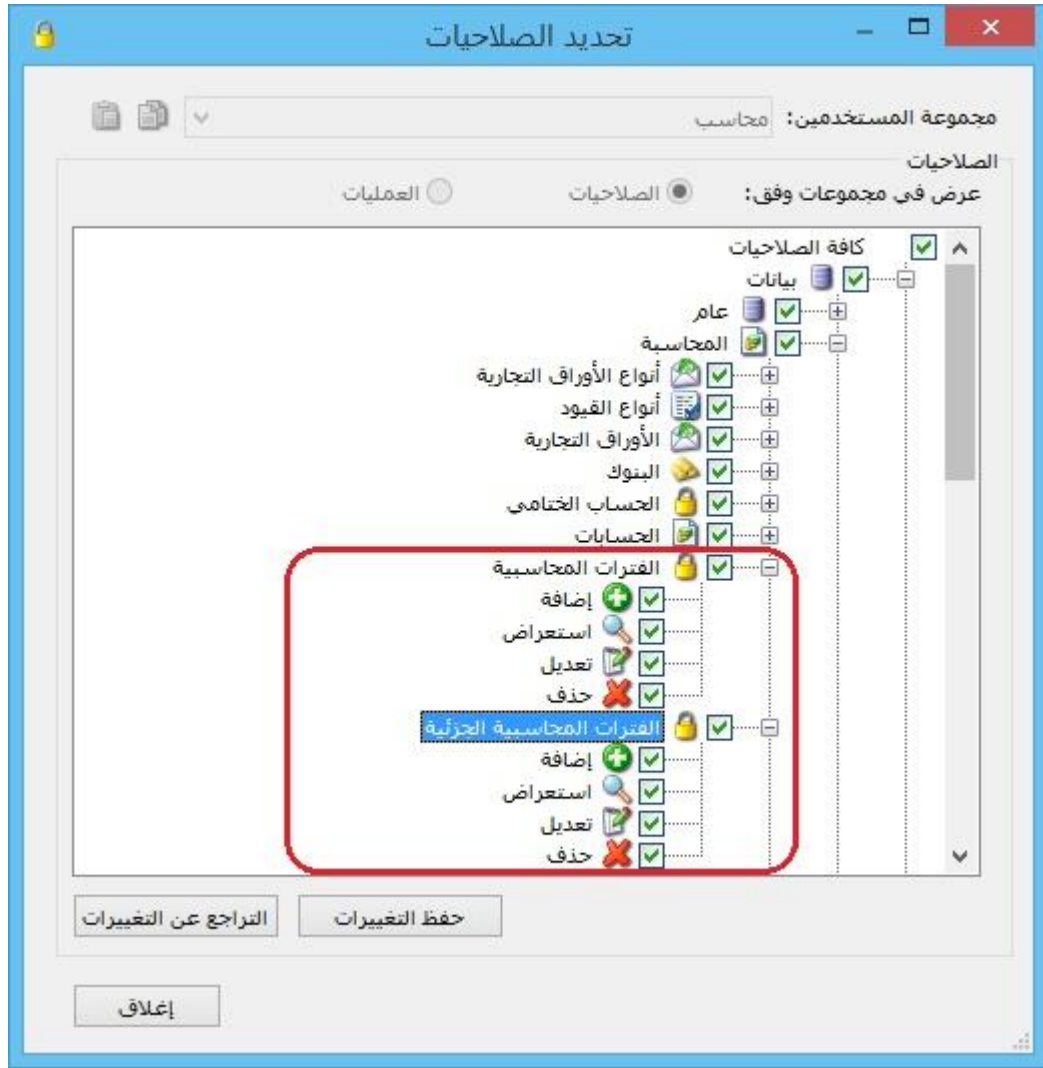 تحديد الصلاحيات
مجموعة المستخدمين: محاسب
الصلاحيات
عرض في مجموعات وفق: الصلاحيات العمليات
كافة الصلاحيات
بيانات
عام
المحاسبة
أنواع الأوراق التجارية
أنواع القيود
الأوراق التجارية
البنوك
الحساب الختامي
الحسابات
الفترات المحاسبية
إضافة
استعراض
تعديل
حذف
الفترات المحاسبية الجزئية
إضافة
استعراض
تعديل
حذف
حفظ التغييرات التراجع عن التغييرات
إغلاق